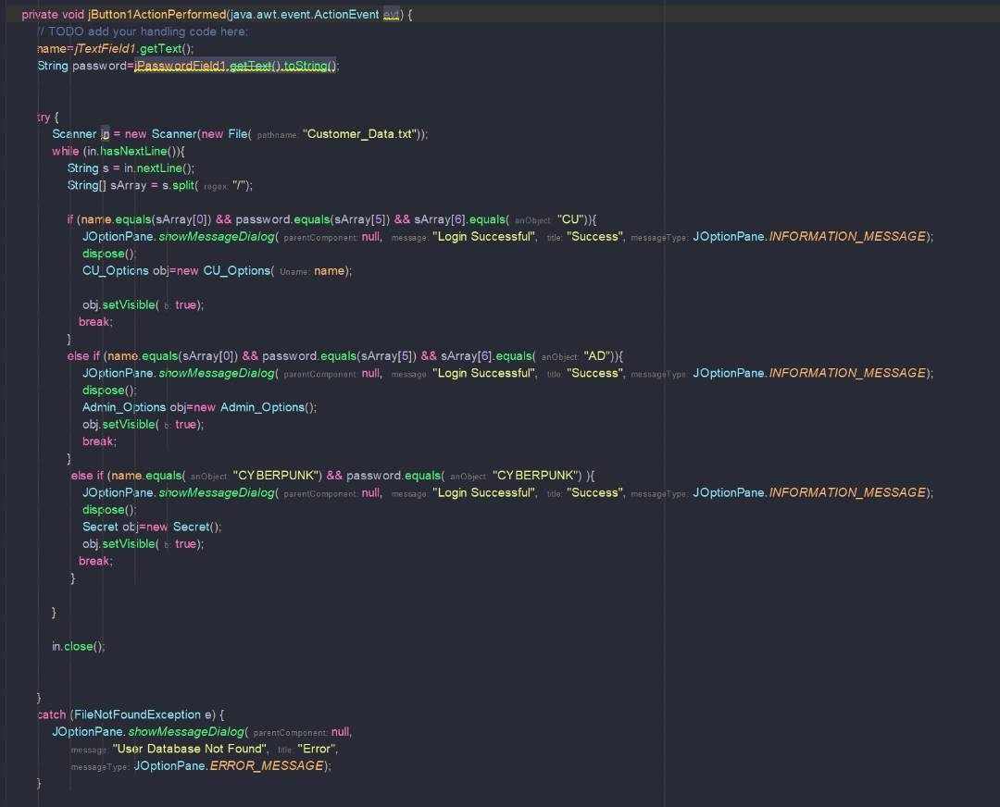 private void jButton1ActionPerformed(java.awt.event.ActionEvent evt) {
// TODO add your handling code here:
name=jTextField1.getText();
String password=jPasswordField1.getText().toString();
try {
Scanner in = new Scanner(new File( pathname: "Customer_Data.txt"));
while (in.hasNextLine()){
String s = in.nextLine();
String[] sArray = s.split( regex: "/");
if (name.equals(sArray[0]) && password.equals(sArray[5]) && sArray[6].equals( anObject: "CU")){
JOptionPane.showMessageDialog( parentComponent: null, message: "Login Successful", title: "Success", messageType: JOptionPane.INFORMATION_MESSAGE);
dispose();
CU_Options obj=new CU_Options( Uname: name);
obj.setVisible( b: true);
break;
}
else if (name.equals(sArray[0]) && password.equals(sArray[5]) && sArray[6].equals( anObject: "AD")){
JOptionPane.showMessageDialog( parentComponent: null, message: "Login Successful", title: "Success", messageType: JOptionPane.INFORMATION_MESSAGE);
dispose();
Admin_Options obj=new Admin_Options();
obj.setVisible( b: true);
break;
}
else if (name.equals( anObject: "CYBERPUNK") && password.equals( anObject: "CYBERPUNK") ){
JOptionPane.showMessageDialog( parentComponent: null, message: "Login Successful", title: "Success", messageType: JOptionPane.INFORMATION_MESSAGE);
dispose();
Secret obj=new Secret();
obj.setVisible( b: true);
break;
}
}
in.close();
}
catch (FileNotFoundException e) {
JOptionPane.showMessageDialog( parentComponent: null,
message: "User Database Not Found", title: "Error",
messageType: JOptionPane.ERROR_MESSAGE);
}